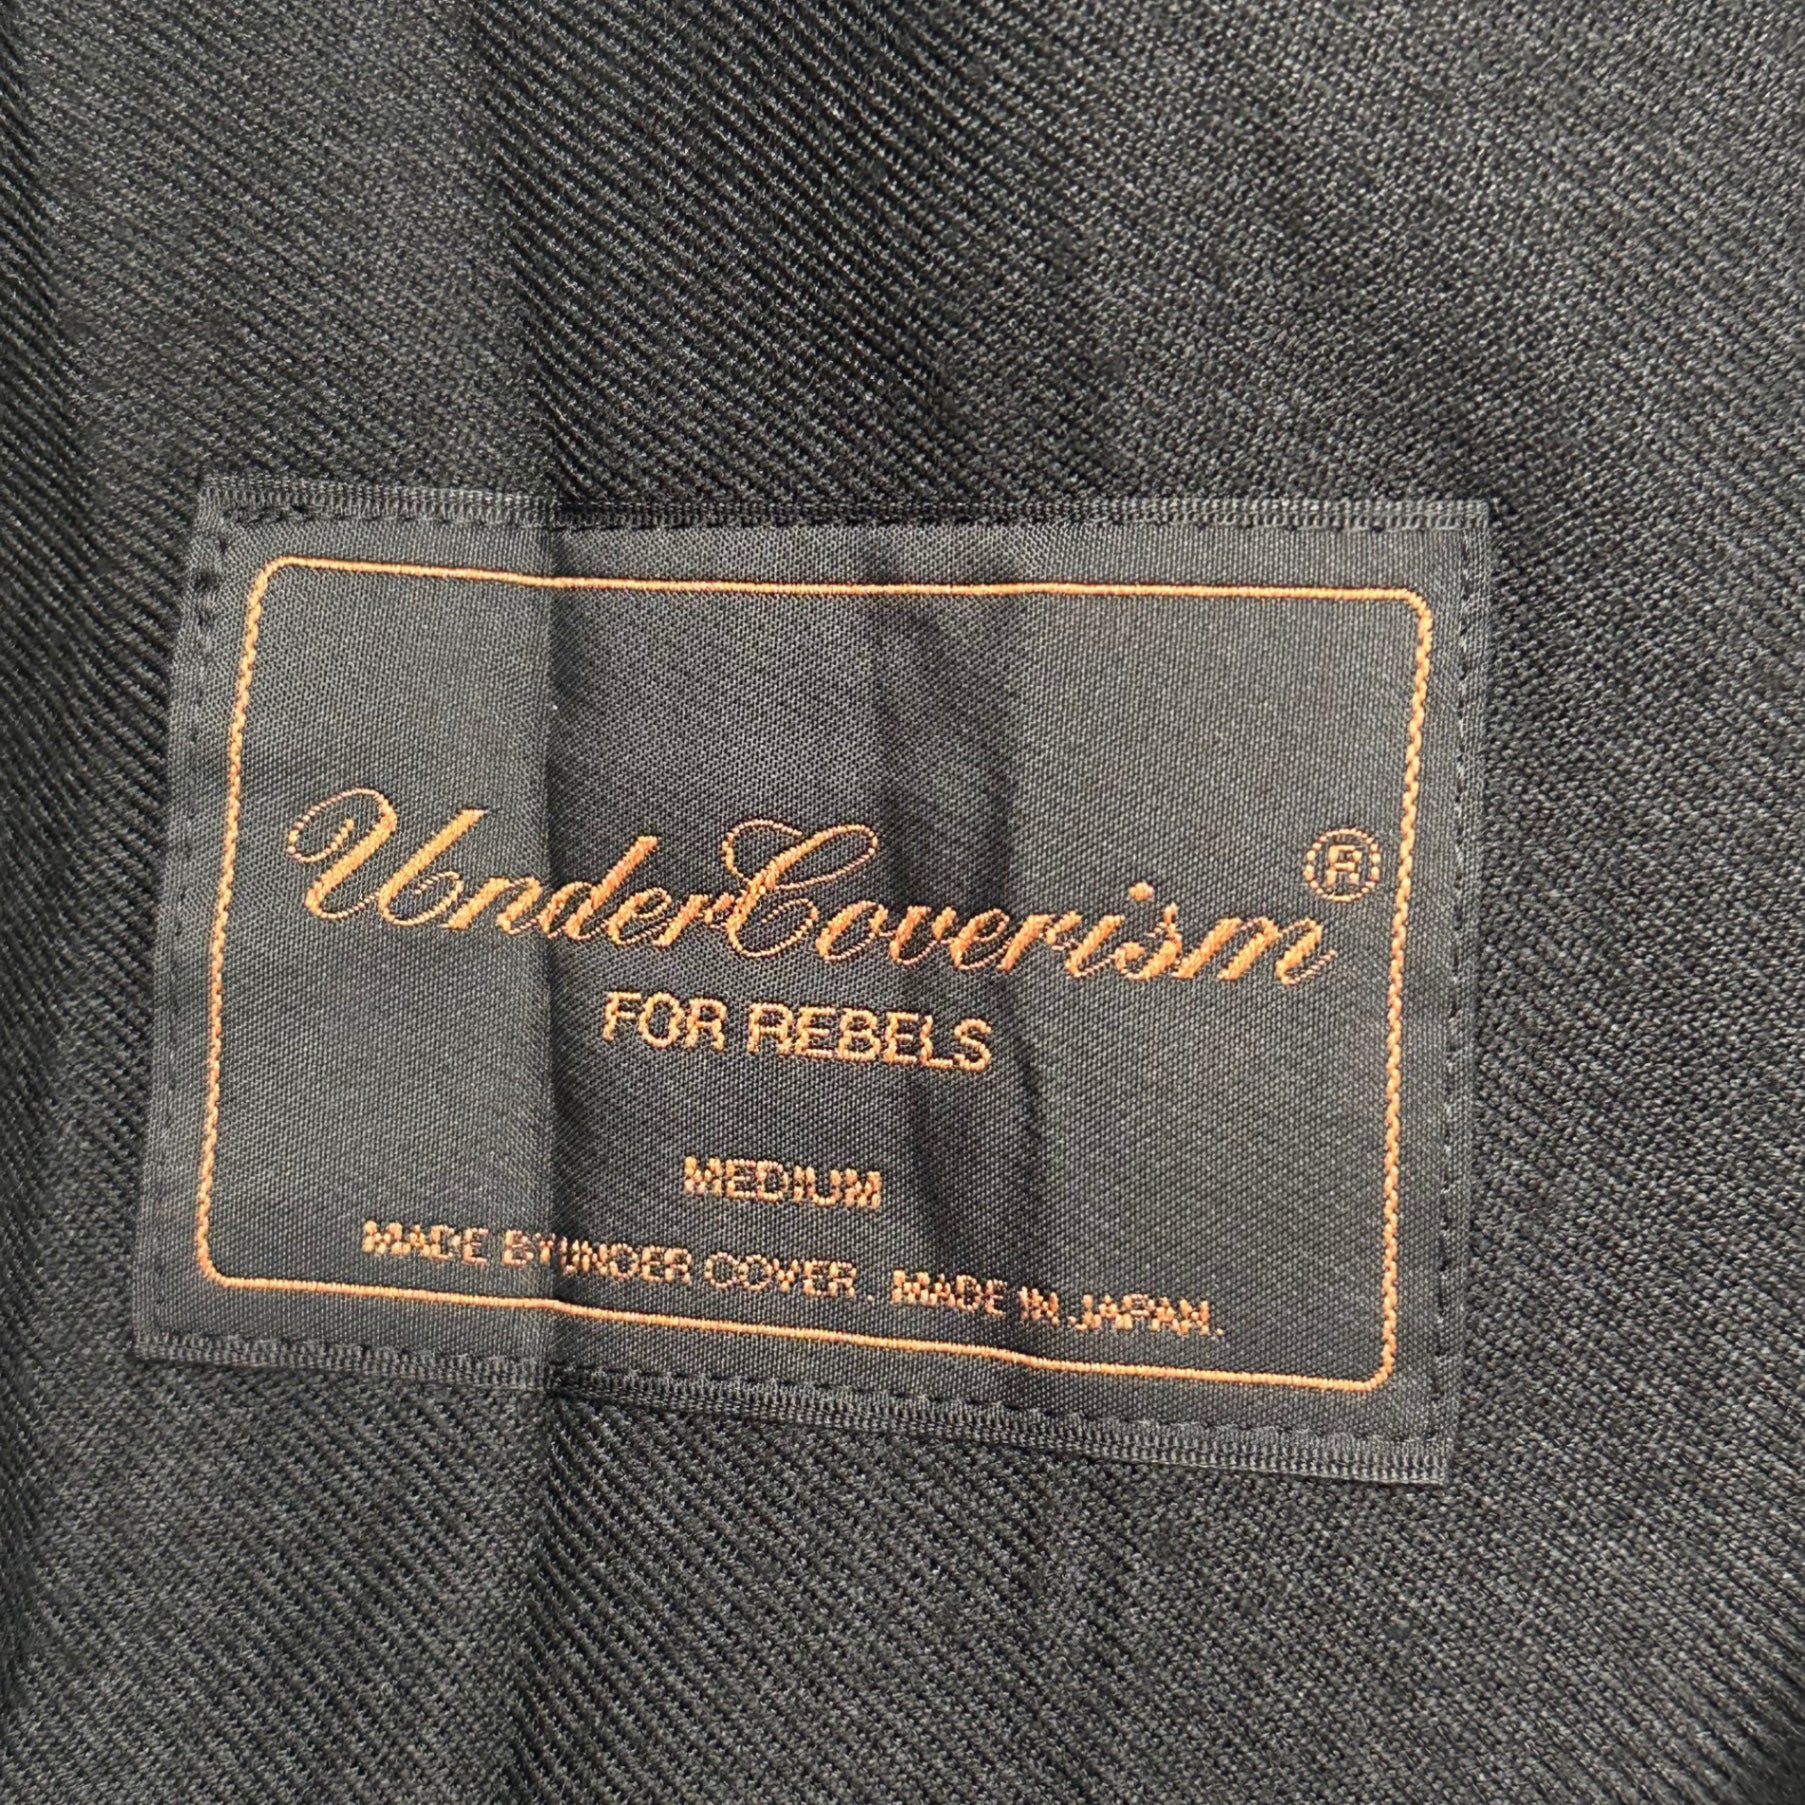 UnderCoverism®
FOR REBELS
MEDIUM
MADE BY UNDER COVER. MADE IN JAPAN.